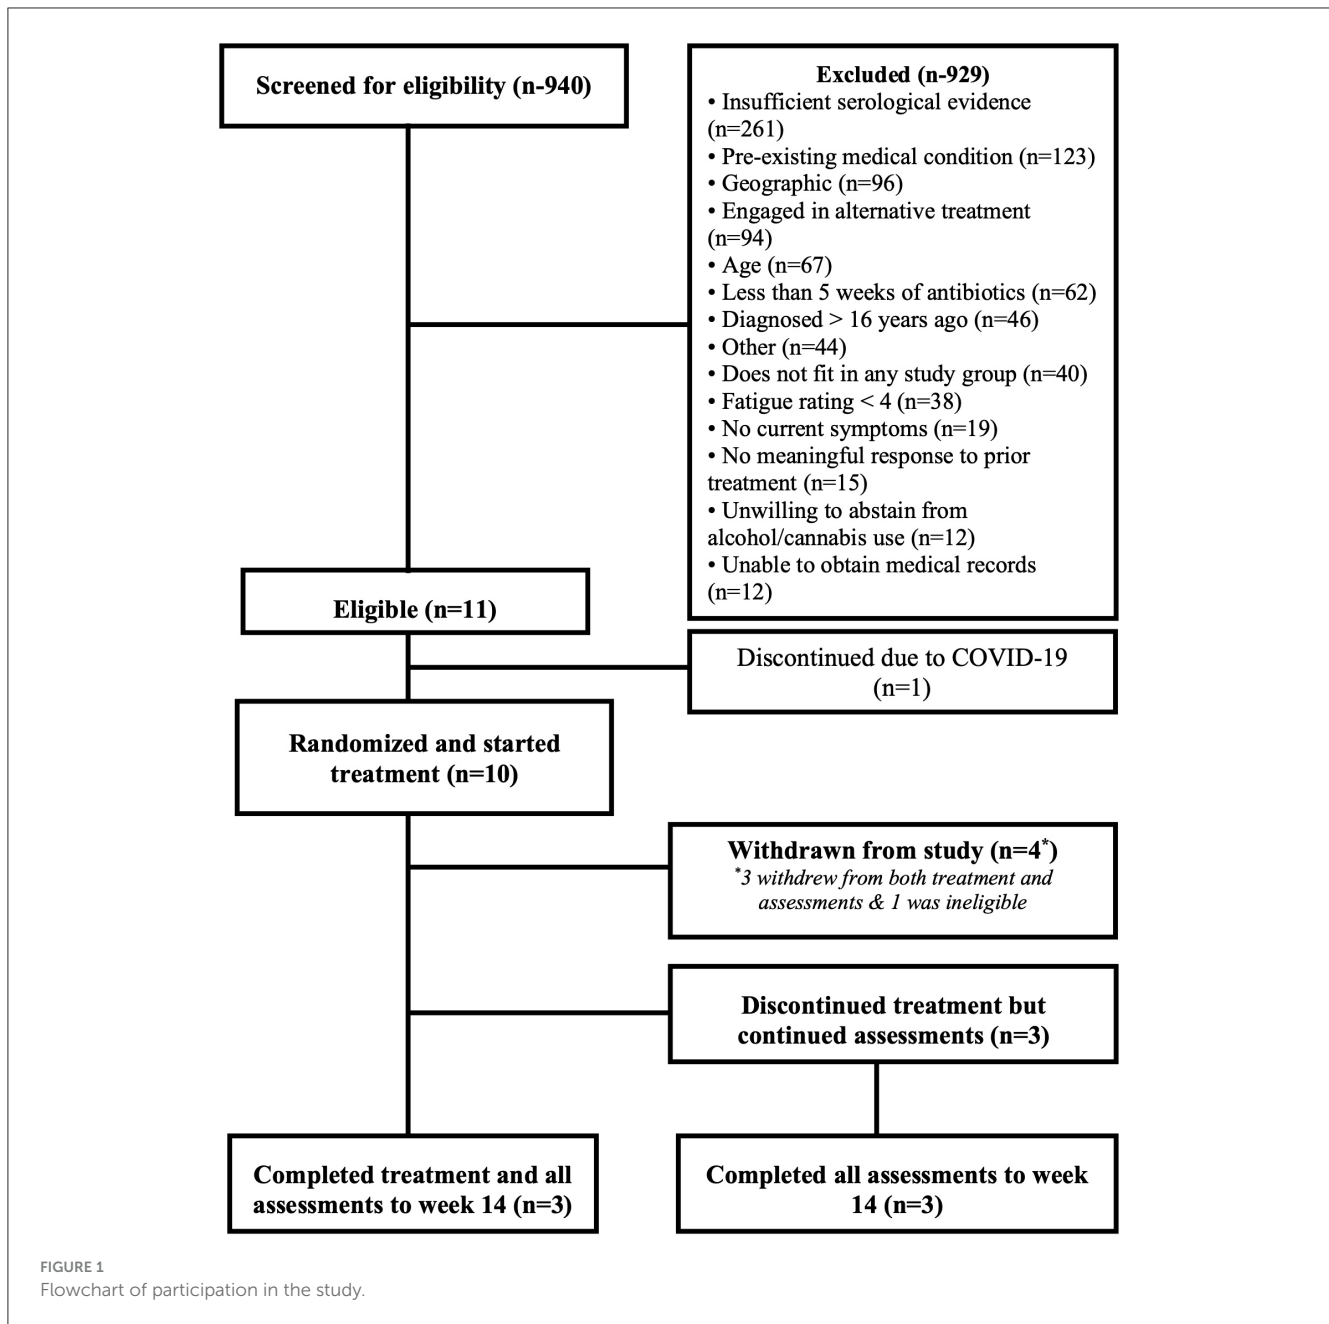 Screened for eligibility (n-940)
Excluded (n-929)
• Insufficient serological evidence
(n=261)
• Pre-existing medical condition (n=123)
• Geographic (n=96)
• Engaged in alternative treatment
(n=94)
• Age (n=67)
• Less than 5 weeks of antibiotics (n=62)
• Diagnosed > 16 years ago (n=46)
• Other (n=44)
• Does not fit in any study group (n=40)
• Fatigue rating < 4 (n=38)
• No current symptoms (n=19)
• No meaningful response to prior
treatment (n=15)
• Unwilling to abstain from
alcohol/cannabis use (n=12)
• Unable to obtain medical records
(n=12)
Eligible (n=11)
Discontinued due to COVID-19
(n=1)
Randomized and started
treatment (n=10)
Withdrawn from study (n=4*)
*3 withdrew from both treatment and
assessments & 1 was ineligible
Discontinued treatment but
continued assessments (n=3)
Completed treatment and all
assessments to week 14 (n=3)
Completed all assessments to week
14 (n=3)
FIGURE 1
Flowchart of participation in the study.